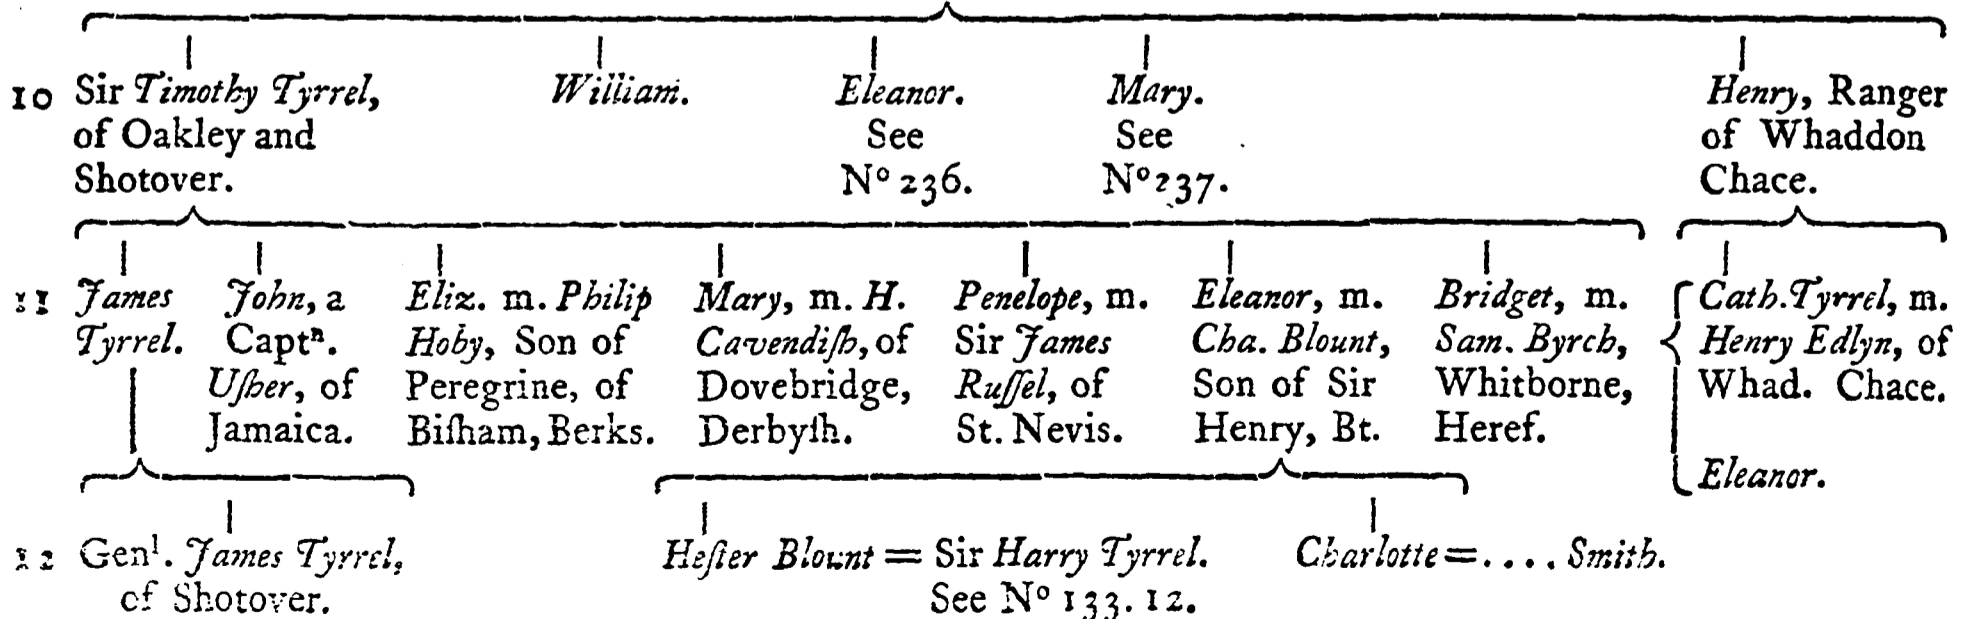 10 Sir Timothy Tyrrel, William. Eleanor. Mary. Henry, Ranger
of Oakley and See See of Whaddon
Shotover. Nº 236. Nº 237. Chace.
11 James John, a Eliz. m. Philip Mary, m. H. Penelope, m. Eleanor, m. Bridget, m. Cath. Tyrrel, m.
Tyrrel. Captⁿ. Hoby, Son of Cavendiſh, of Sir James Cha. Blount, Sam. Byrch, Henry Edlyn, of
Uſher, of Peregrine, of Dovebridge, Ruſſel, of Son of Sir Whitborne, Whad. Chace.
Jamaica. Biſham, Berks. Derbyſh. St. Nevis. Henry, Bt. Heref.
Eleanor.
12 Genˡ. James Tyrrel, Heſter Blount = Sir Harry Tyrrel. Charlotte = .... Smith.
of Shotover. See Nº 133. 12.